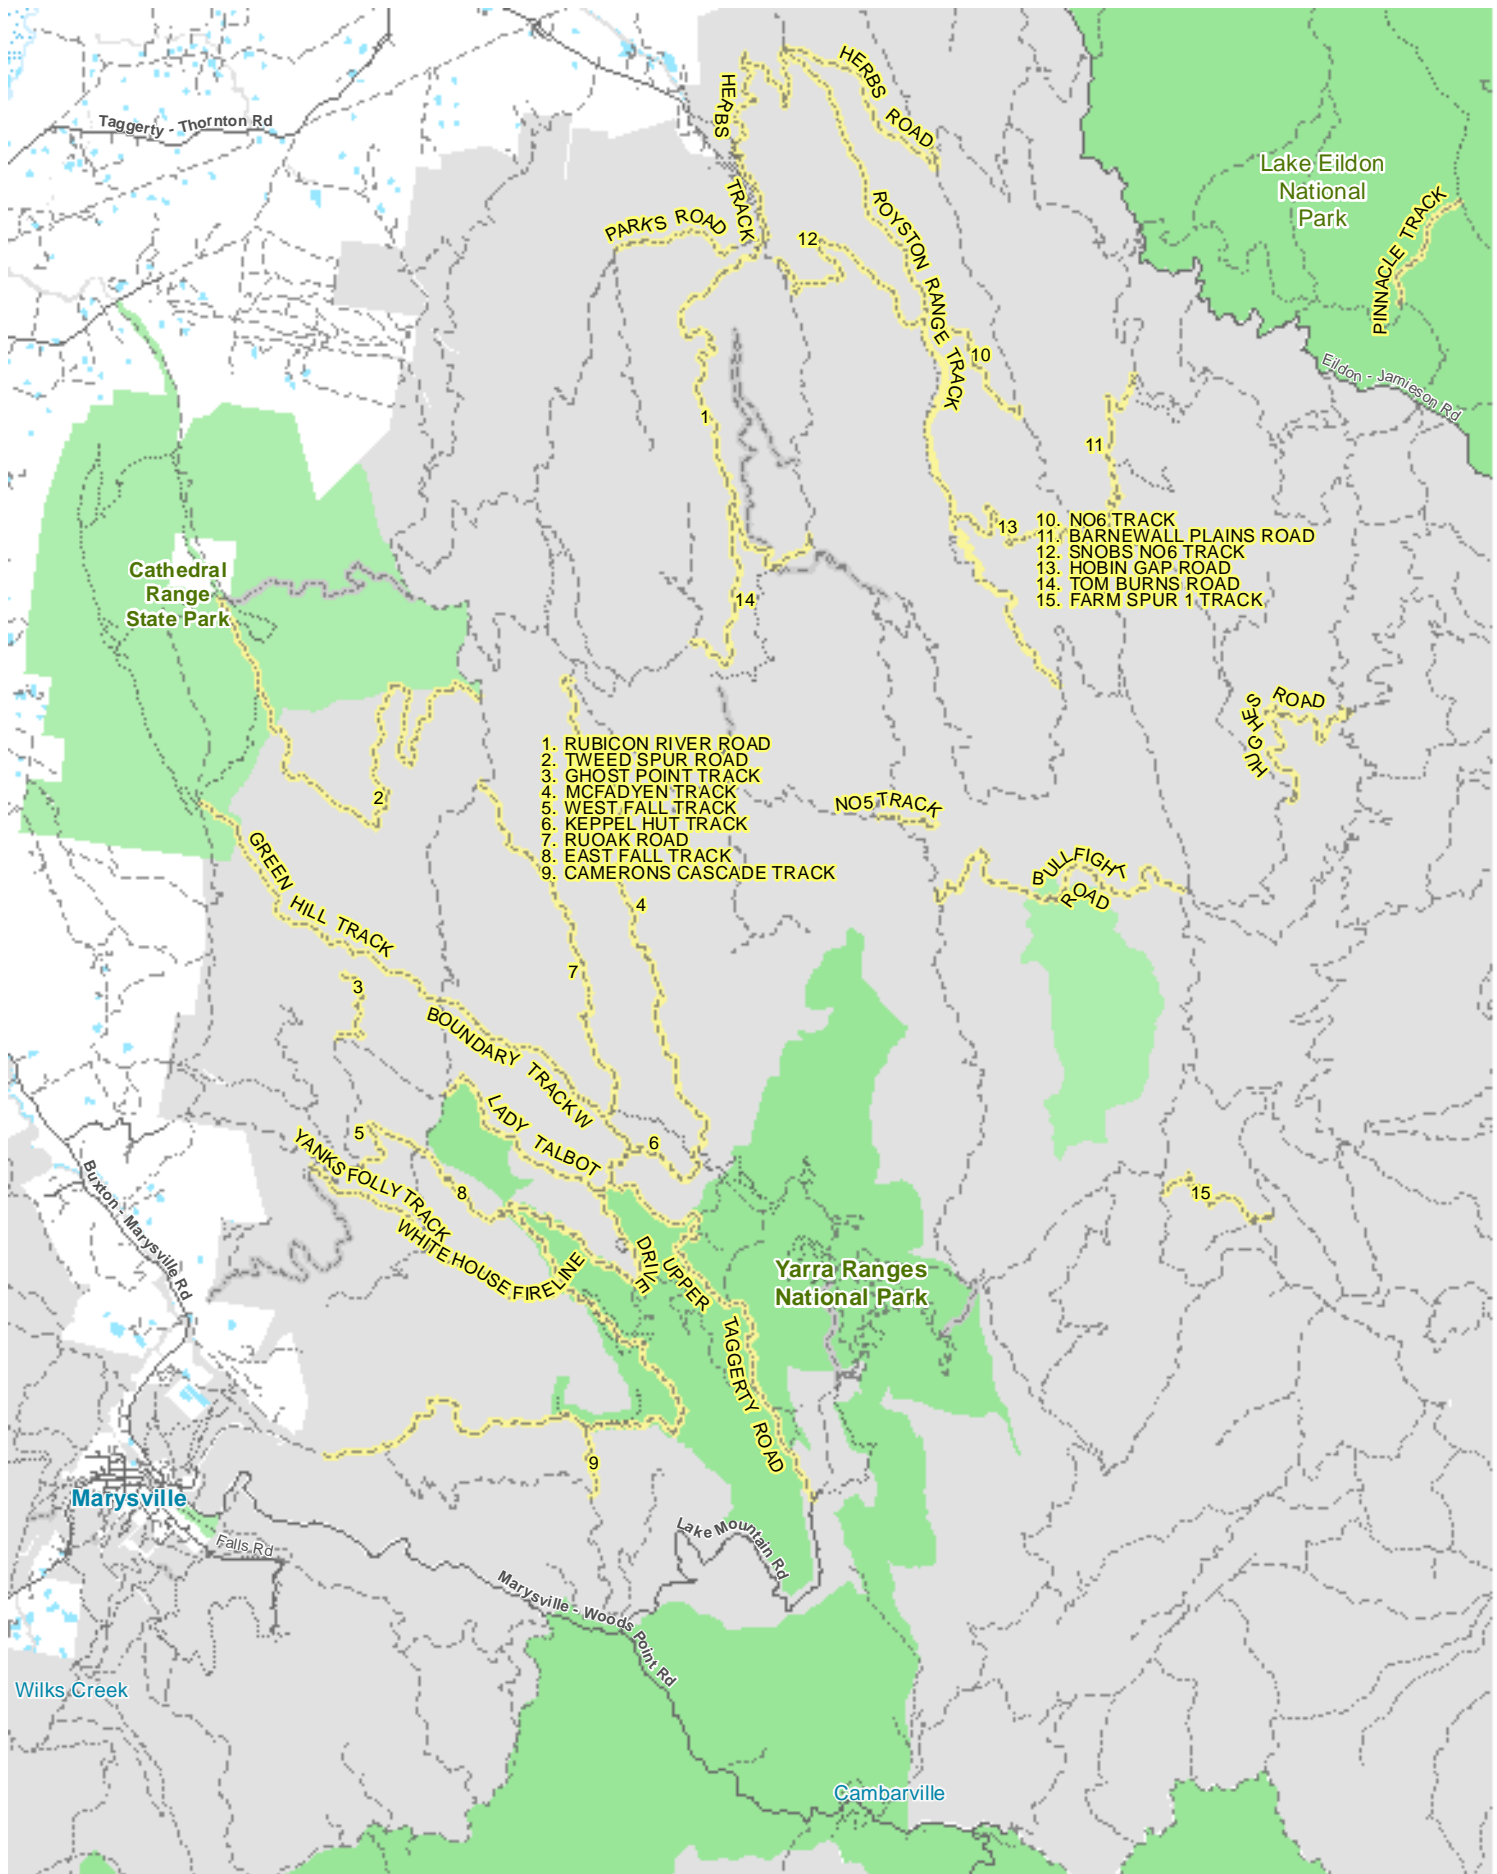 HERBS ROAD
HERBS TRACK
Taggerty - Thornton Rd
Lake Eildon
National
Park
PINNACLE TRACK
ROYSTON RANGE TRACK
PARKS ROAD
12
10
Eildon - Jamieson Rd
1
11
13
10. NO6 TRACK
11. BARNEWALL PLAINS ROAD
12. SNOBS NO6 TRACK
13. HOBIN GAP ROAD
14. TOM BURNS ROAD
15. FARM SPUR 1 TRACK
Cathedral
Range
State Park
14
HUGHES ROAD
1. RUBICON RIVER ROAD
2. TWEED SPUR ROAD
3. GHOST POINT TRACK
4. MCFADYEN TRACK
5. WEST FALL TRACK
6. KEPPEL HUT TRACK
7. RUOAK ROAD
8. EAST FALL TRACK
9. CAMERONS CASCADE TRACK
2
NO5 TRACK
GREEN HILL TRACK
BULLFIGHT
ROAD
4
7
3
BOUNDARY TRACK W
LADY TALBOT DRIVE
5
6
YANKS FOLLY TRACK
8
15
Buxton - Marysville Rd
WHITE HOUSE FIRELINE
UPPER TAGGERTY ROAD
Yarra Ranges
National Park
9
Marysville
Lake Mountain Rd
Falls Rd
Marysville - Woods Point Rd
Wilks Creek
Cambarville